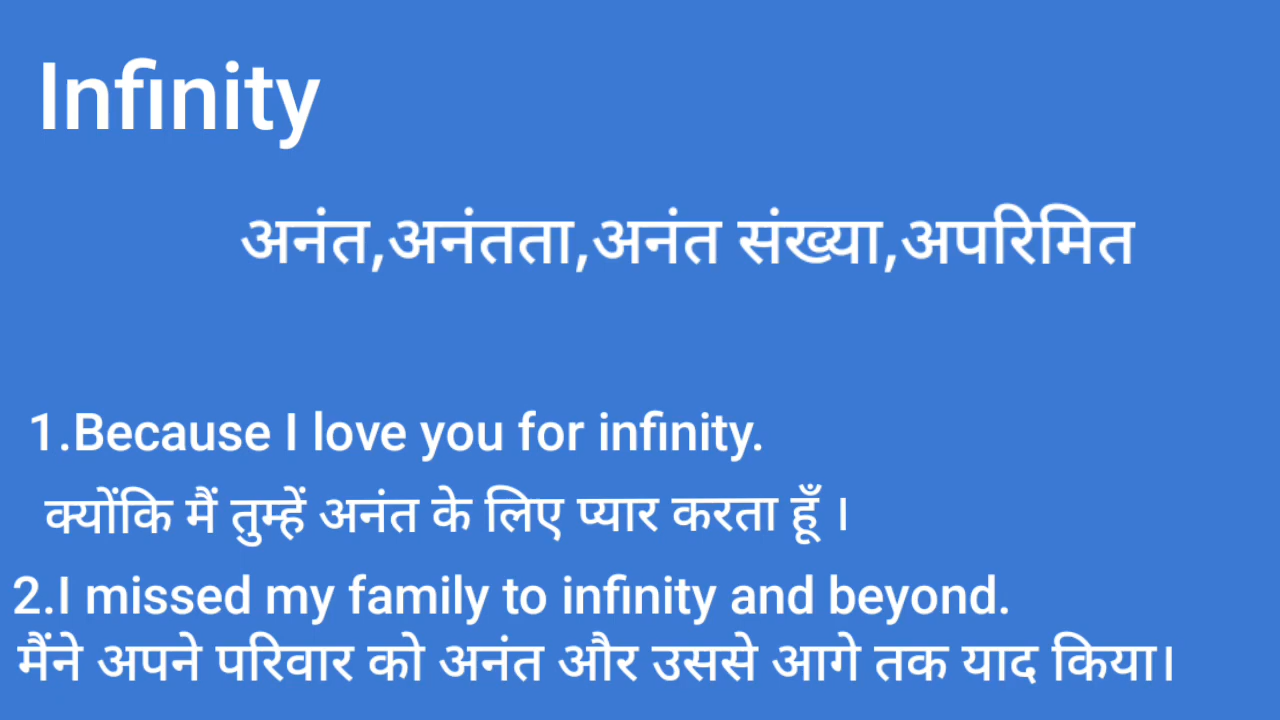 Infinity
अनंत,अनंतता,अनंत संख्या,अपरिमित
1.Because I love you for infinity.
क्योंकि मैं तुम्हें अनंत के लिए प्यार करता हूँ ।
2.I missed my family to infinity and beyond.
मैंने अपने परिवार को अनंत और उससे आगे तक याद किया।